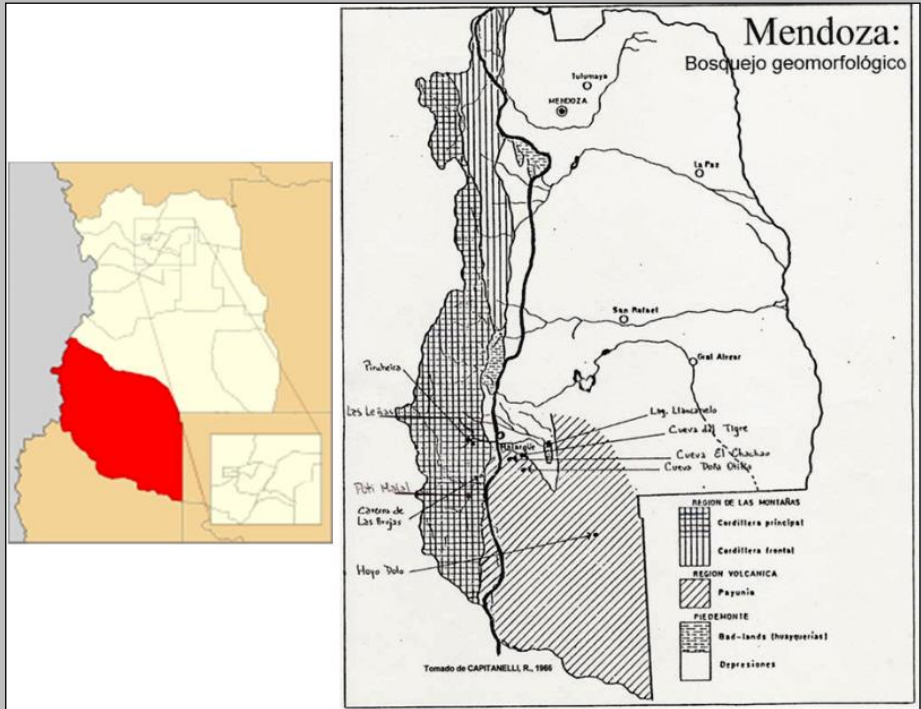 Mendoza:
Bosquejo geomorfológico
Tulumaya
MENDOZA
La Paz
San Rafael
Gral Alvear
Pincheira
Las Leñas
Malargüe
Lag. Llancanelo
Cueva del Tigre
Cueva El Chachao
Cueva Doña Otilia
Poti Malal
Caverna de
Las Brujas
Hoyo Dolo
REGION DE LAS MONTAÑAS
Cordillera principal
Cordillera frontal
REGION VOLCANICA
Payunia
PIEDEMONTE
Bad-lands (huayquerías)
Depresiones
Tomado de CAPITANELLI, R., 1966